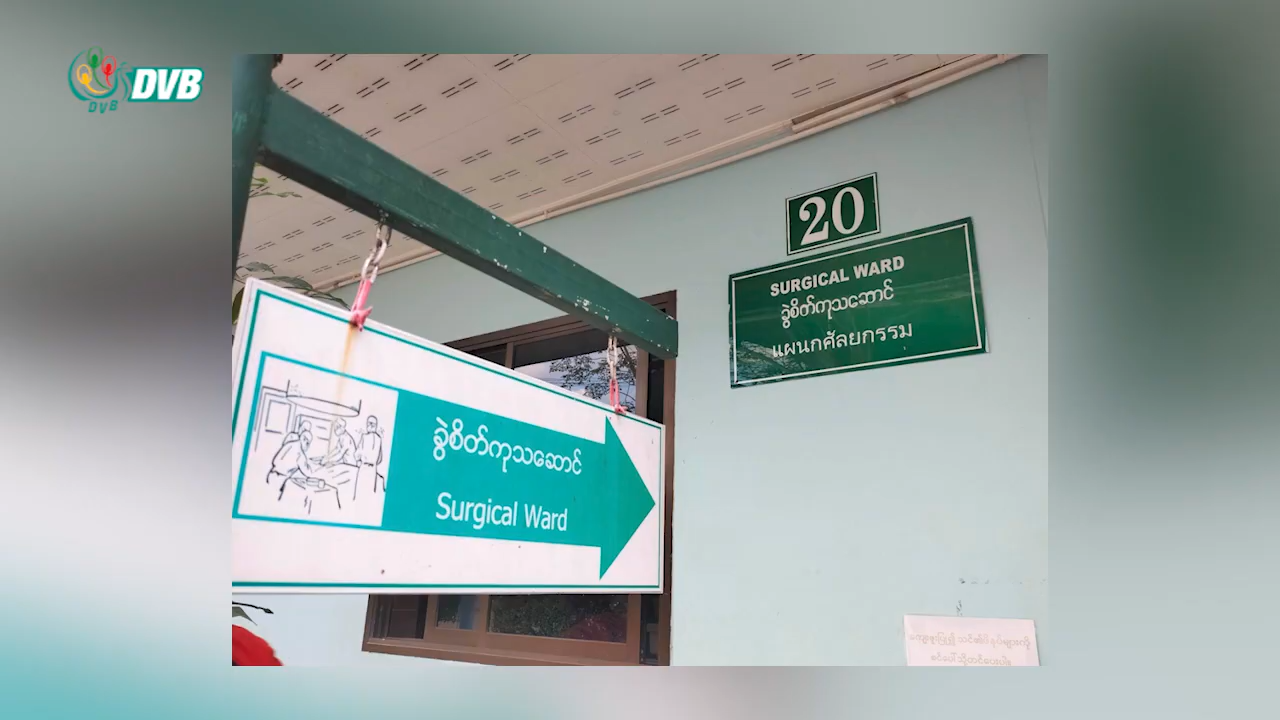 DVB
DVB
20
SURGICAL WARD
ခွဲစိတ်ကုသဆောင်
แผนกศัลยกรรม
ခွဲစိတ်ကုသဆောင်
Surgical Ward